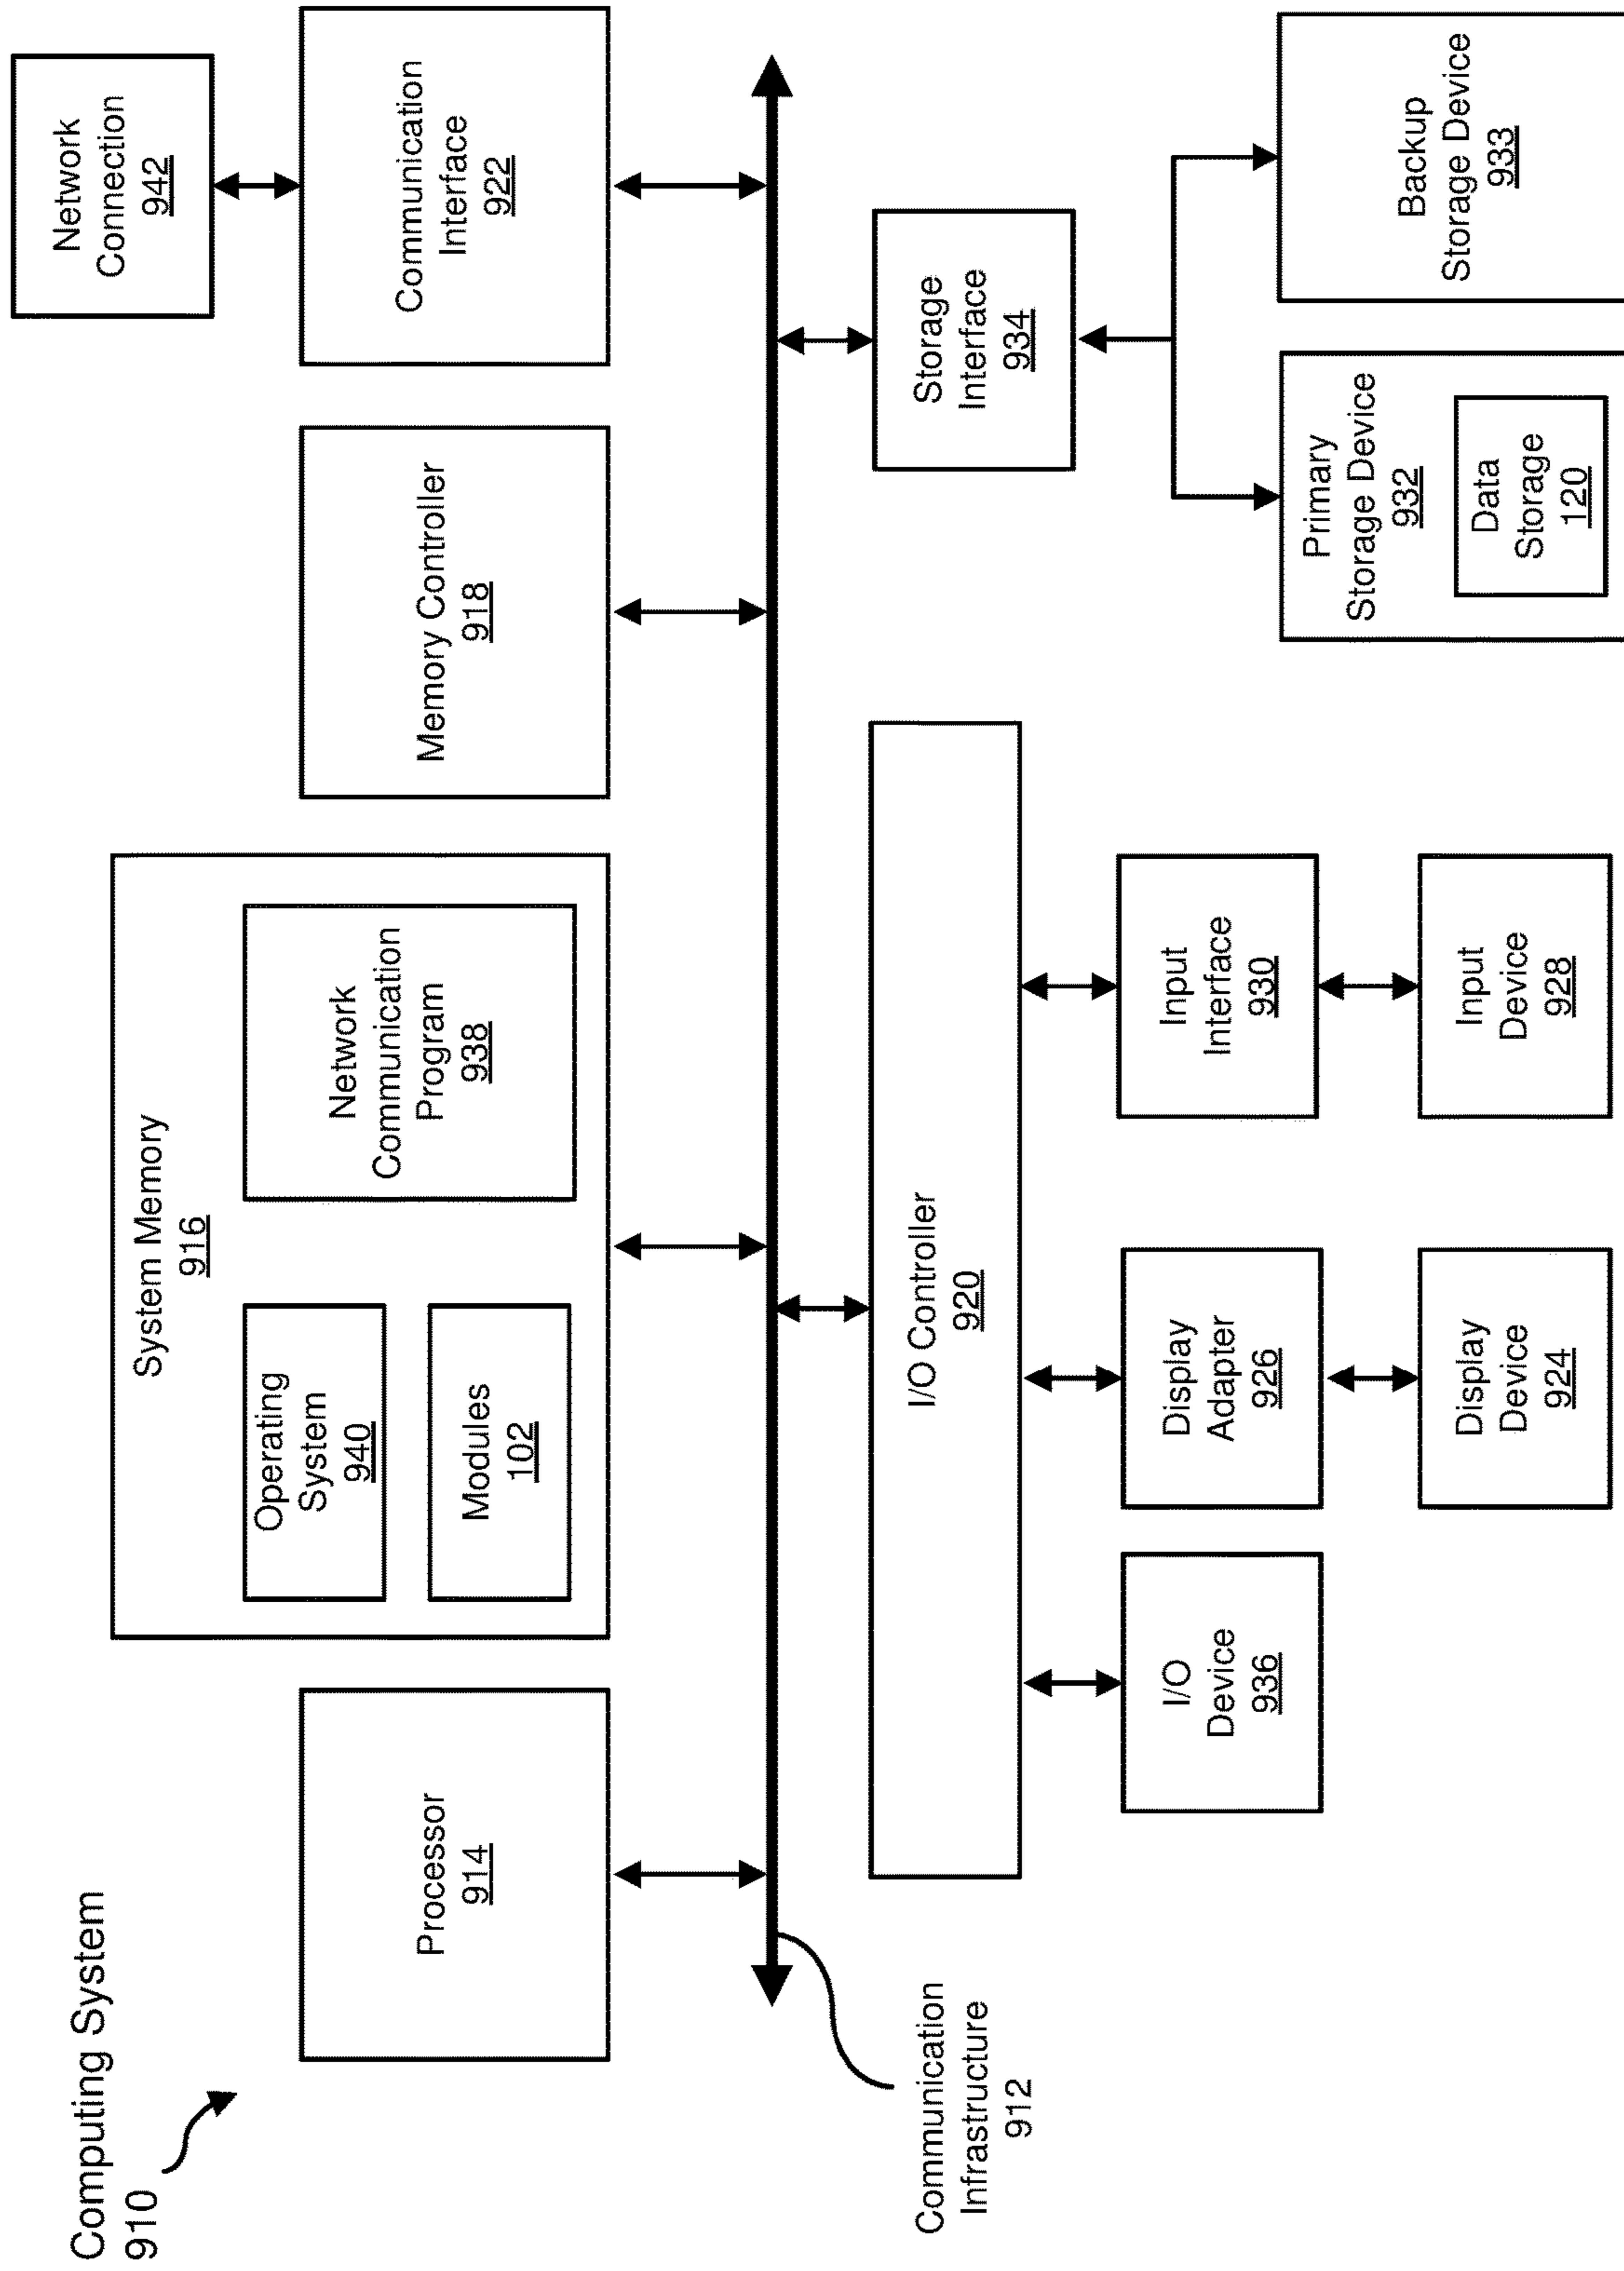 Computing System
910
Processor
914
System Memory
916
Operating
System
940
Modules
102
Network
Communication
Program
938
Memory Controller
918
Network
Connection
942
Communication
Interface
922
Communication
Infrastructure
912
I/O Controller
920
I/O
Device
936
Display
Adapter
926
Display
Device
924
Input
Interface
930
Input
Device
928
Storage
Interface
934
Primary
Storage Device
932
Data
Storage
120
Backup
Storage Device
933